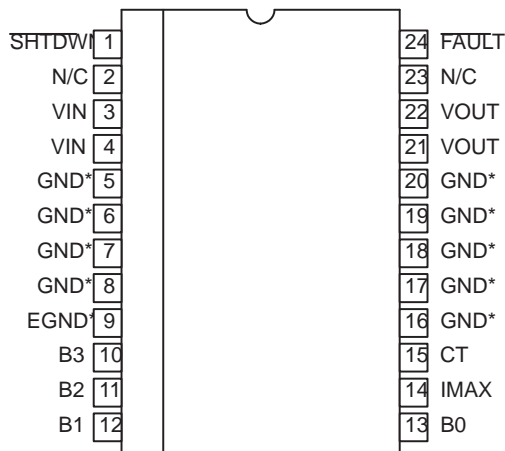 SHTDWN 1 24 FAULT
N/C 2 23 N/C
VIN 3 22 VOUT
VIN 4 21 VOUT
GND* 5 20 GND*
GND* 6 19 GND*
GND* 7 18 GND*
GND* 8 17 GND*
EGND* 9 16 GND*
B3 10 15 CT
B2 11 14 IMAX
B1 12 13 B0